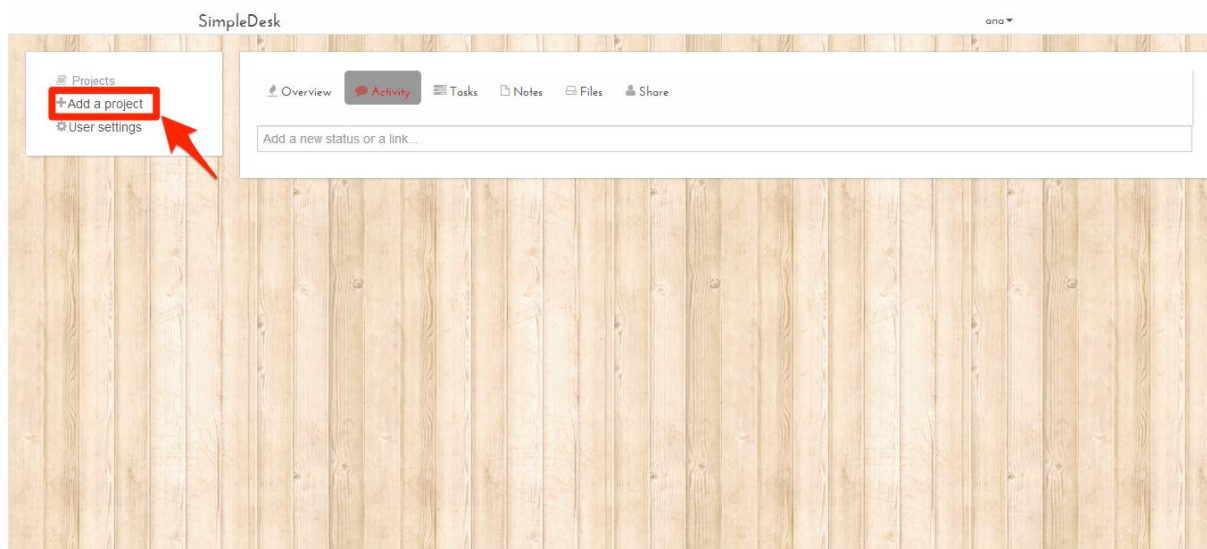 SimpleDesk
ana
Projects
Add a project
User settings
Overview Activity Tasks Notes Files Share
Add a new status or a link...